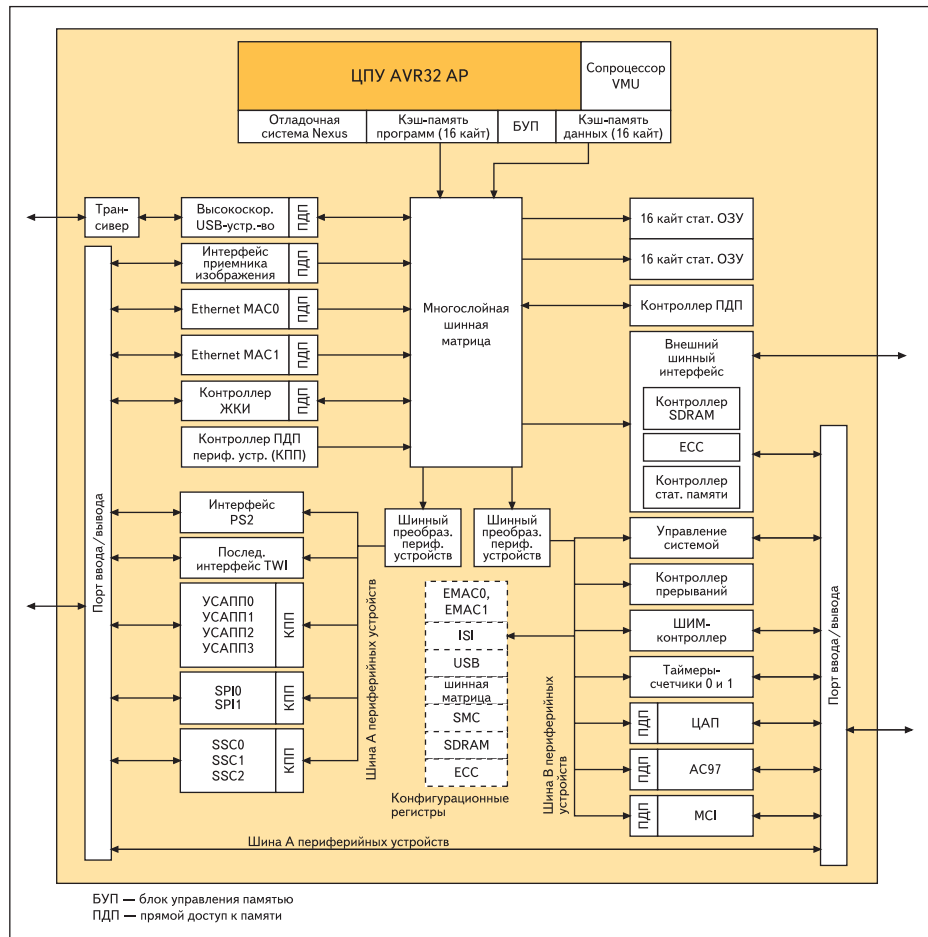 ЦПУ AVR32 AP
Сопроцессор
VMU
Отладочная
система Nexus
Кэш-память
программ (16 кайт)
БУП
Кэш-память
данных (16 кайт)
Тран-
сивер
Высокоскор.
USB-устр.-во
ПДП
Интерфейс
приемника
изображения
ПДП
Ethernet MAC0
ПДП
Ethernet MAC1
ПДП
Контроллер
ЖКИ
ПДП
Контроллер ПДП
периф. устр. (КПП)
Многослойная
шинная
матрица
16 кайт стат. ОЗУ
16 кайт стат. ОЗУ
Контроллер ПДП
Внешний
шинный
интерфейс
Контроллер
SDRAM
ECC
Контроллер
стат. памяти
Порт ввода/вывода
Интерфейс
PS2
Послед.
интерфейс TWI
УСАПП0
УСАПП1
УСАПП2
УСАПП3
КПП
SPI0
SPI1
КПП
SSC0
SSC1
SSC2
КПП
Шина А периферийных устройств
Шинный
преобраз.
периф.
устройств
Шинный
преобраз.
периф.
устройств
EMAC0,
EMAC1
ISI
USB
шинная
матрица
SMC
SDRAM
ECC
Конфигурационные
регистры
Шина В периферийных
устройств
Управление
системой
Контроллер
прерываний
ШИМ-
контроллер
Таймеры-
счетчики 0 и 1
ПДП
ЦАП
ПДП
AC97
ПДП
MCI
Порт ввода/вывода
Шина А периферийных устройств
БУП — блок управления памятью
ПДП — прямой доступ к памяти